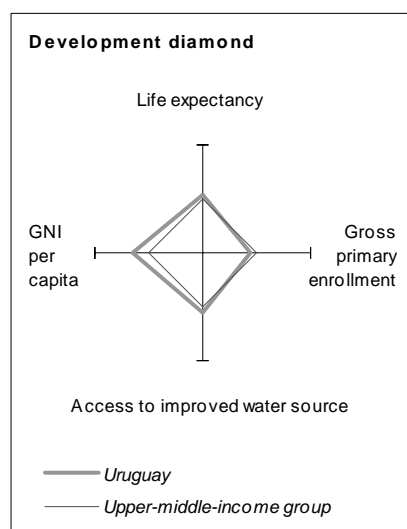 Development diamond
Life expectancy
GNI
per
capita
Gross
primary
enrollment
Access to improved water source
Uruguay
Upper-middle-income group